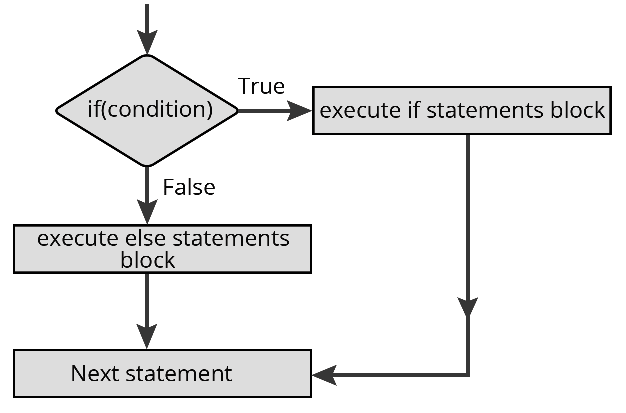 True
if(condition)
execute if statements block
False
execute else statements
block
Next statement